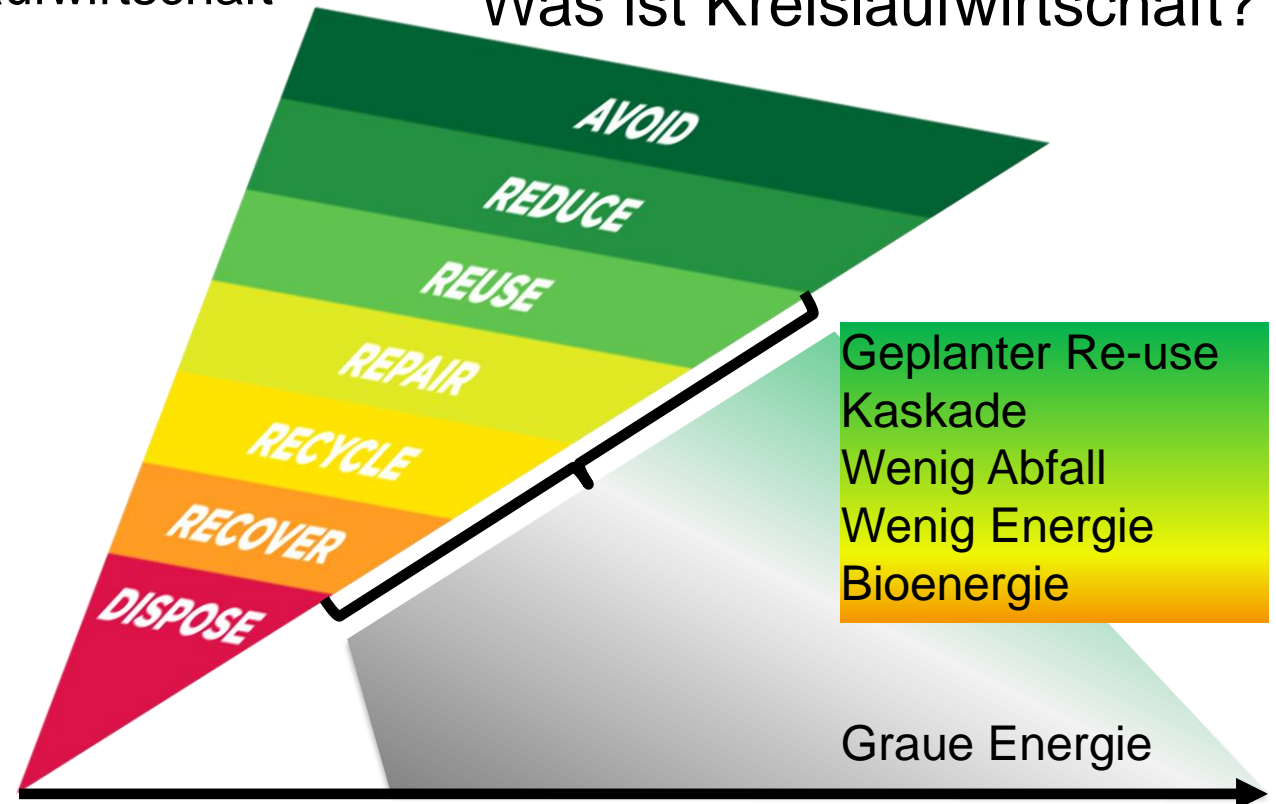 Was ist Kreislaufwirtschaft?
AVOID
REDUCE
REUSE
REPAIR
RECYCLE
RECOVER
DISPOSE
Geplanter Re-use
Kaskade
Wenig Abfall
Wenig Energie
Bioenergie
Graue Energie